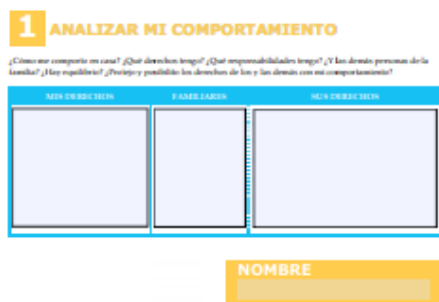 1 ANALIZAR MI COMPORTAMIENTO
¿Cómo me comporto en casa? ¿Qué derechos tengo? ¿Qué responsabilidades tengo? ¿Y las demás personas de la
familia? ¿Hay equilibrio? ¿Protejo y posibilito los derechos de los y las demás con mi comportamiento?
MIS DERECHOS FAMILIARES SUS DERECHOS
NOMBRE